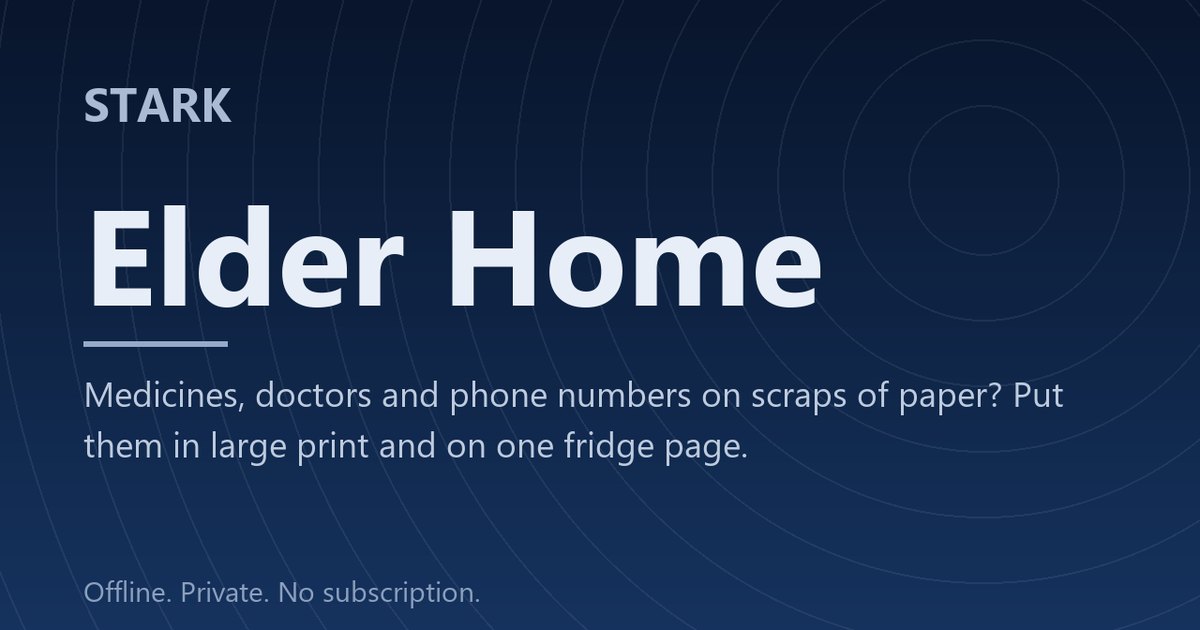 STARK
Elder Home
Medicines, doctors and phone numbers on scraps of paper? Put
them in large print and on one fridge page.
Offline. Private. No subscription.